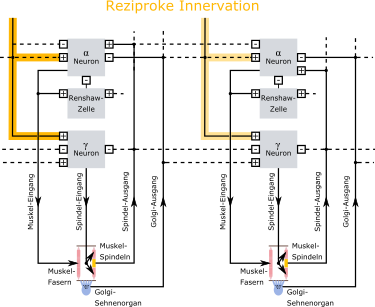 Reziproke Innervation
α
Neuron
Renshaw-
Zelle
γ
Neuron
Muskel-Eingang
Spindel-Eingang
Spindel-Ausgang
Golgi-Ausgang
Muskel-
Spindeln
Muskel-
Fasern
Golgi-
Sehnenorgan
α
Neuron
Renshaw-
Zelle
γ
Neuron
Muskel-Eingang
Spindel-Eingang
Spindel-Ausgang
Golgi-Ausgang
Muskel-
Spindeln
Muskel-
Fasern
Golgi-
Sehnenorgan